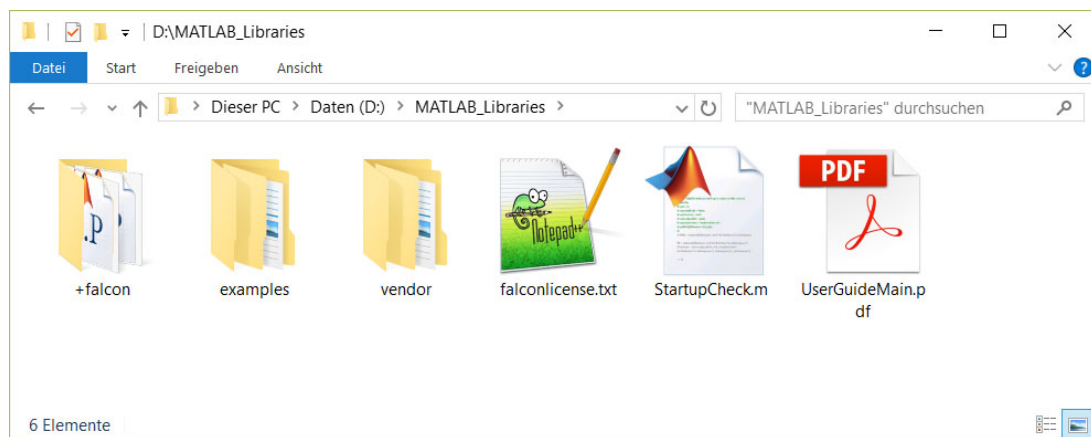 D:\MATLAB_Libraries
Datei Start Freigeben Ansicht
Dieser PC > Daten (D:) > MATLAB_Libraries > "MATLAB_Libraries" durchsuchen
.P
Notepad++
PDF
+falcon examples vendor falconlicense.txt StartupCheck.m UserGuideMain.p
df
6 Elemente